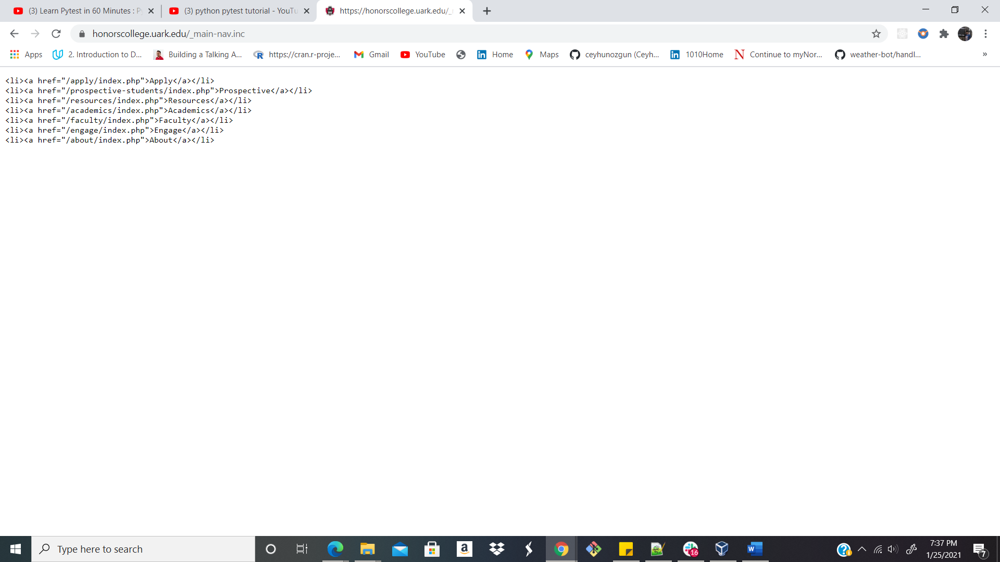 (3) Learn Pytest in 60 Minutes : 
(3) python pytest tutorial - YouTu
https://honorscollege.uark.edu/_
honorscollege.uark.edu/_main-nav.inc
Apps 2. Introduction to D... Building a Talking A... https://cran.r-proje... Gmail YouTube Home Maps ceyhunozgun (Ceyh... 1010Home Continue to myNor... weather-bot/handl... »
<li><a href="/apply/index.php">Apply</a></li>
<li><a href="/prospective-students/index.php">Prospective</a></li>
<li><a href="/resources/index.php">Resources</a></li>
<li><a href="/academics/index.php">Academics</a></li>
<li><a href="/faculty/index.php">Faculty</a></li>
<li><a href="/engage/index.php">Engage</a></li>
<li><a href="/about/index.php">About</a></li>
Type here to search
16
7:37 PM
1/25/2021
7